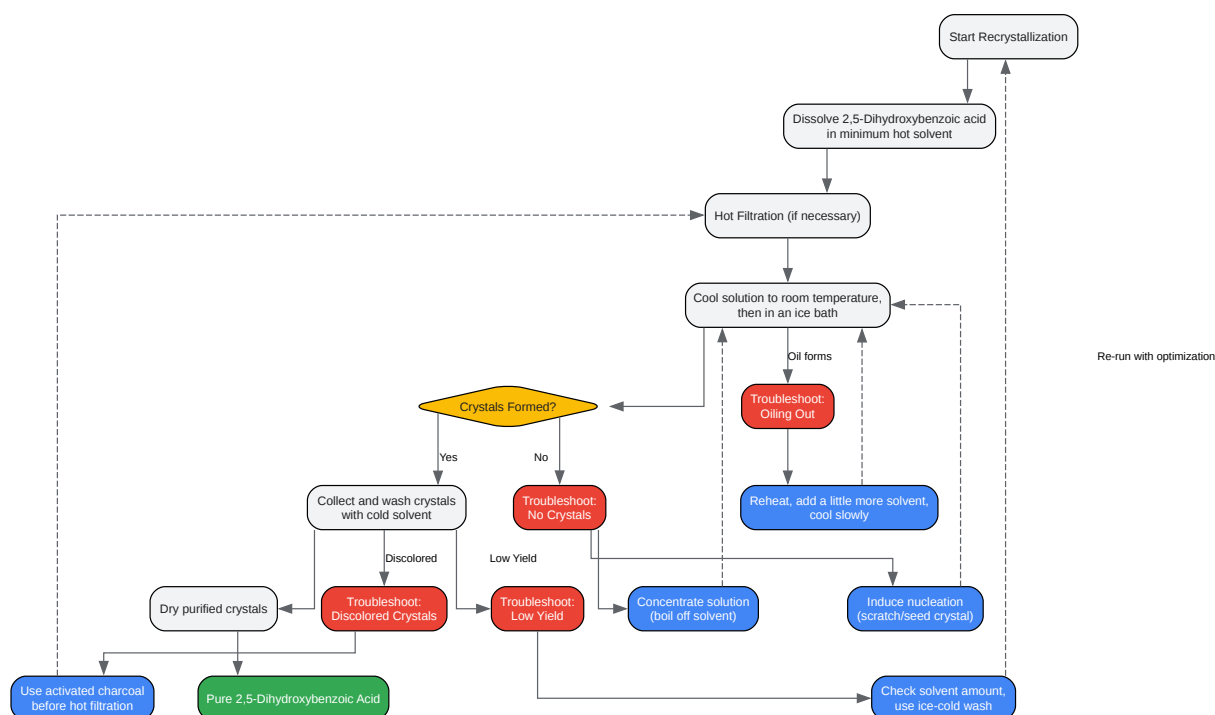 Start Recrystallization
Dissolve 2,5-Dihydroxybenzoic acid
in minimum hot solvent
Hot Filtration (if necessary)
Cool solution to room temperature,
then in an ice bath
Oil forms
Re-run with optimization
Crystals Formed?
Troubleshoot:
Oiling Out
Yes
No
Collect and wash crystals
with cold solvent
Troubleshoot:
No Crystals
Reheat, add a little more solvent,
cool slowly
Discolored
Low Yield
Dry purified crystals
Troubleshoot:
Discolored Crystals
Troubleshoot:
Low Yield
Concentrate solution
(boil off solvent)
Induce nucleation
(scratch/seed crystal)
Use activated charcoal
before hot filtration
Pure 2,5-Dihydroxybenzoic Acid
Check solvent amount,
use ice-cold wash